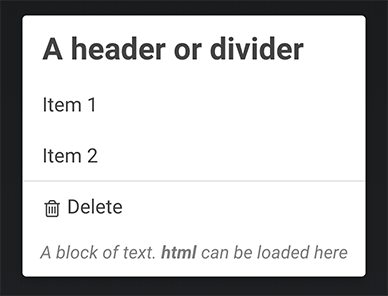 A header or divider
Item 1
Item 2
Delete
A block of text. html can be loaded here